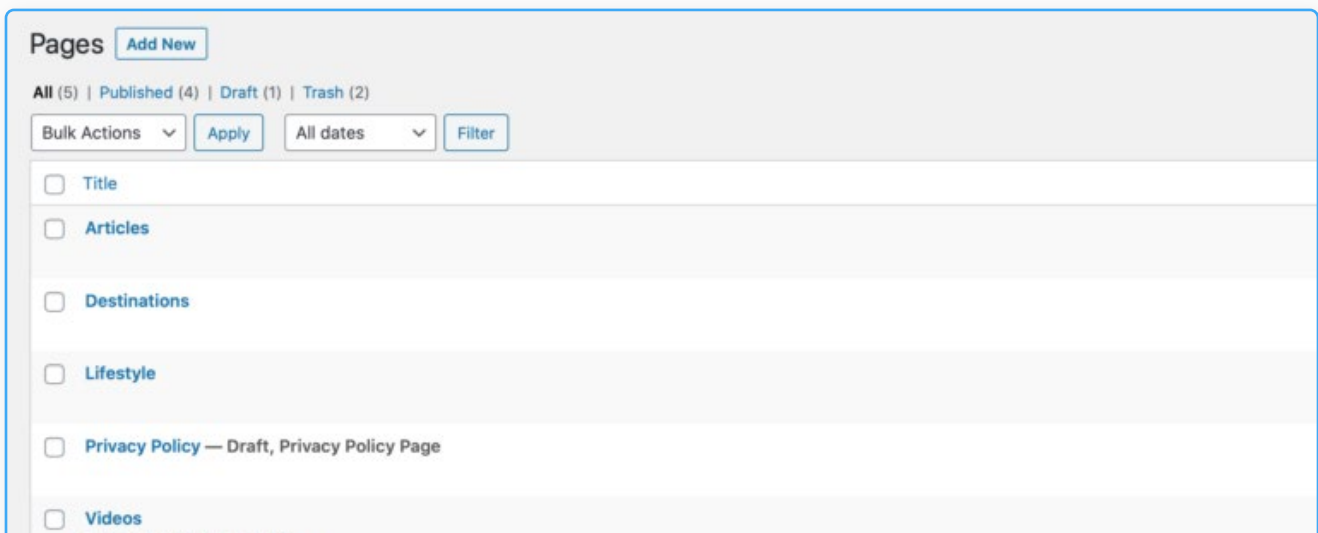 Pages Add New
All (5) | Published (4) | Draft (1) | Trash (2)
Bulk Actions Apply All dates Filter
Title
Articles
Destinations
Lifestyle
Privacy Policy — Draft, Privacy Policy Page
Videos